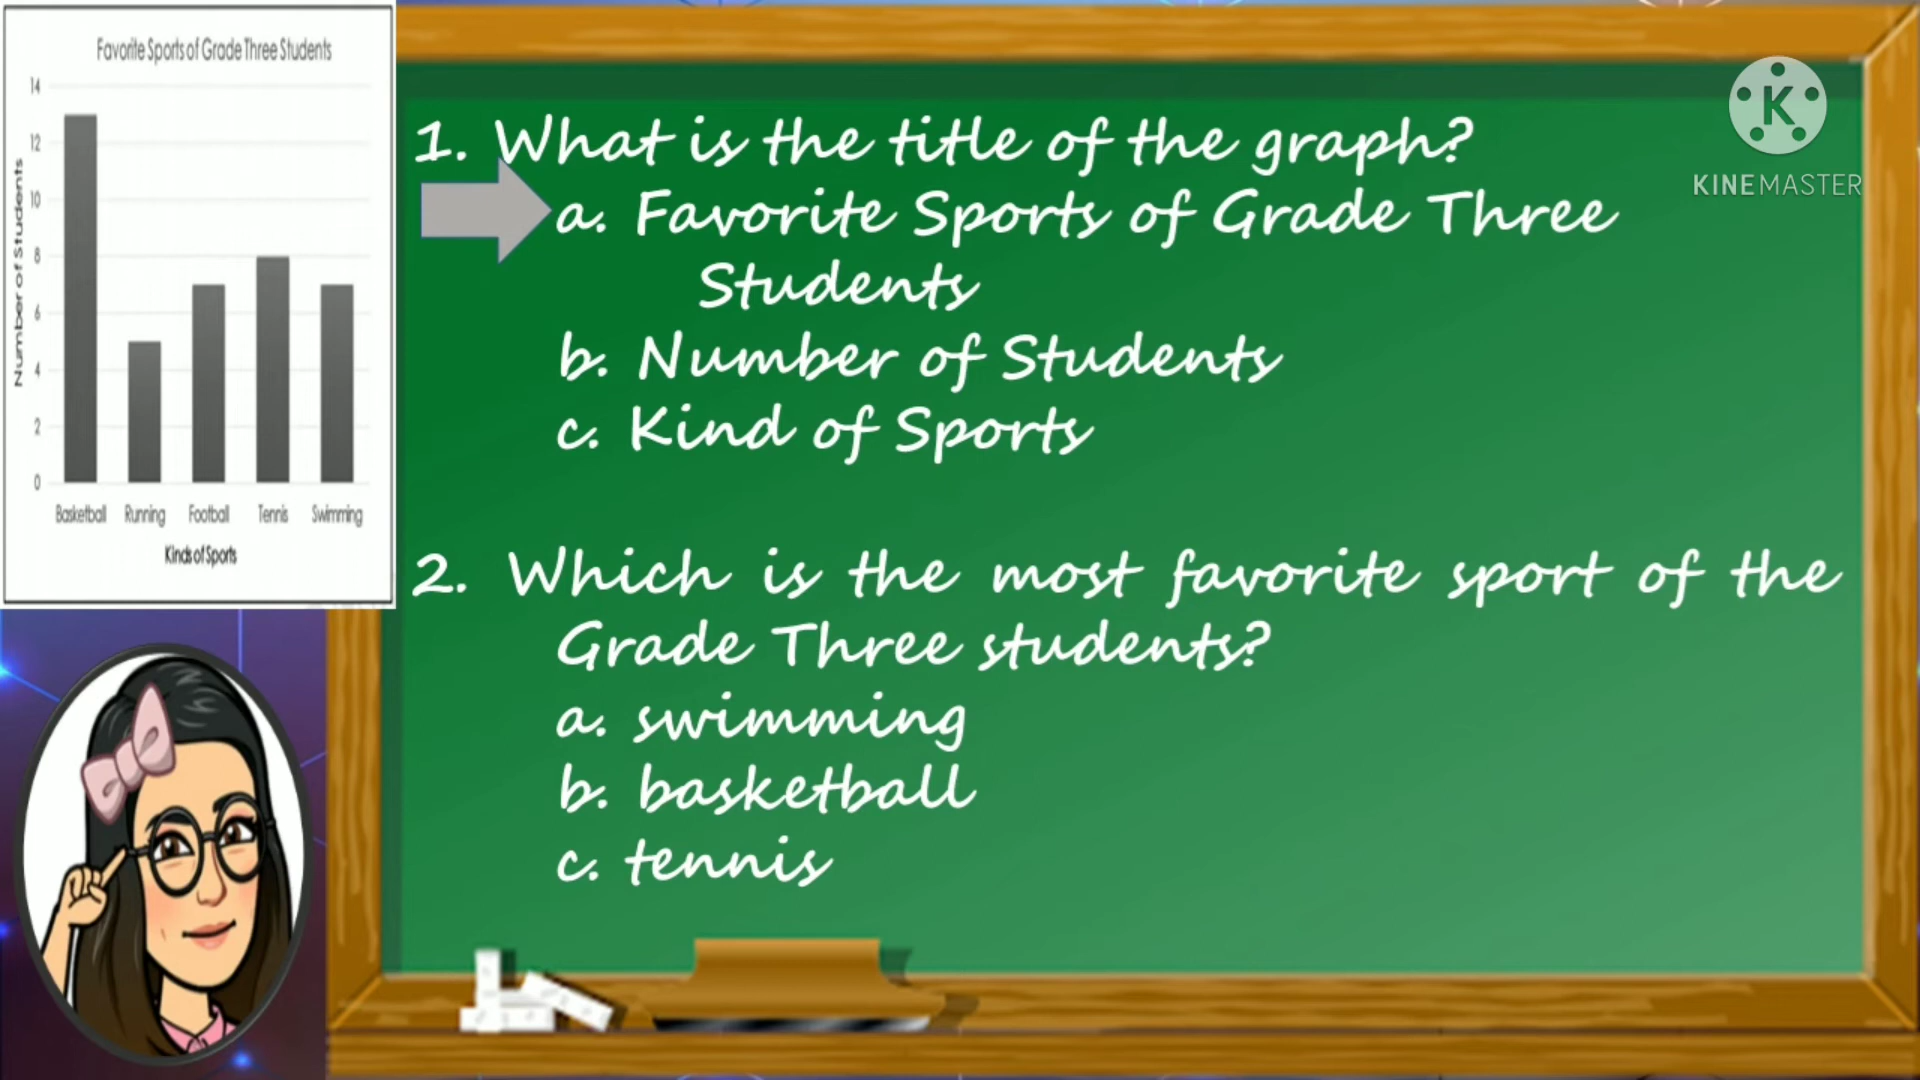 Favorite Sports of Grade Three Students
14
12
10
8
6
4
2
0
Number of Students
Basketball Running Football Tennis Swimming
Kinds of Sports
1. What is the title of the graph?
a. Favorite Sports of Grade Three
Students
b. Number of Students
c. Kind of Sports
2. Which is the most favorite sport of the
Grade Three students?
a. swimming
b. basketball
c. tennis
K
KINEMASTER